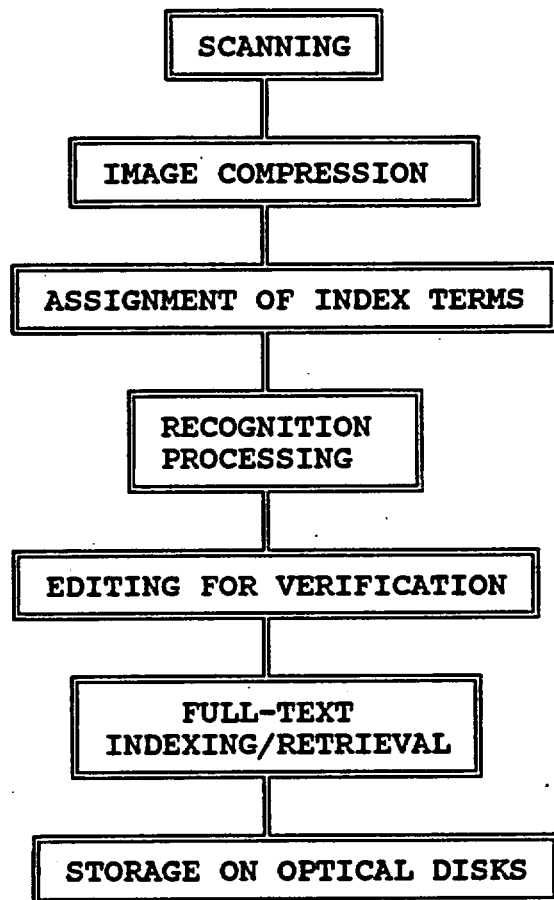 SCANNING
IMAGE COMPRESSION
ASSIGNMENT OF INDEX TERMS
RECOGNITION
PROCESSING
EDITING FOR VERIFICATION
FULL-TEXT
INDEXING/RETRIEVAL
STORAGE ON OPTICAL DISKS